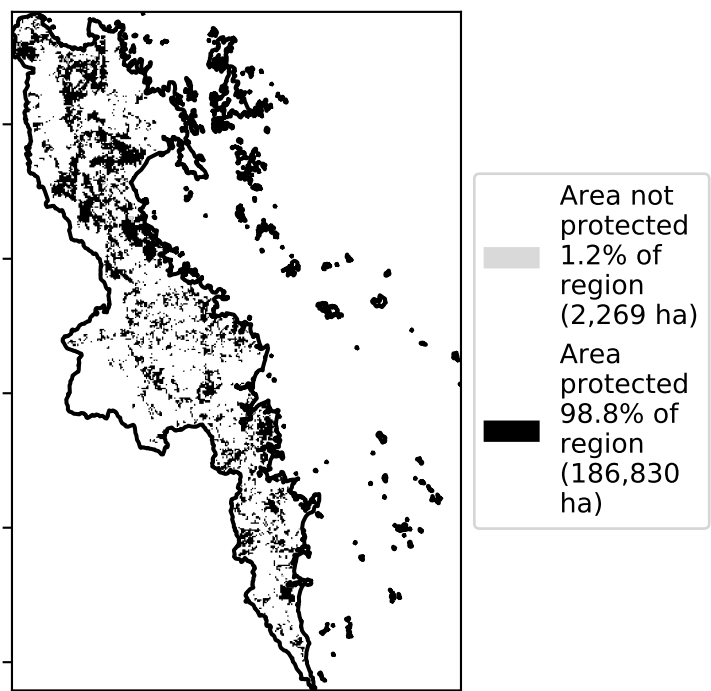 Area not
protected
1.2% of
region
(2,269 ha)
Area
protected
98.8% of
region
(186,830
ha)